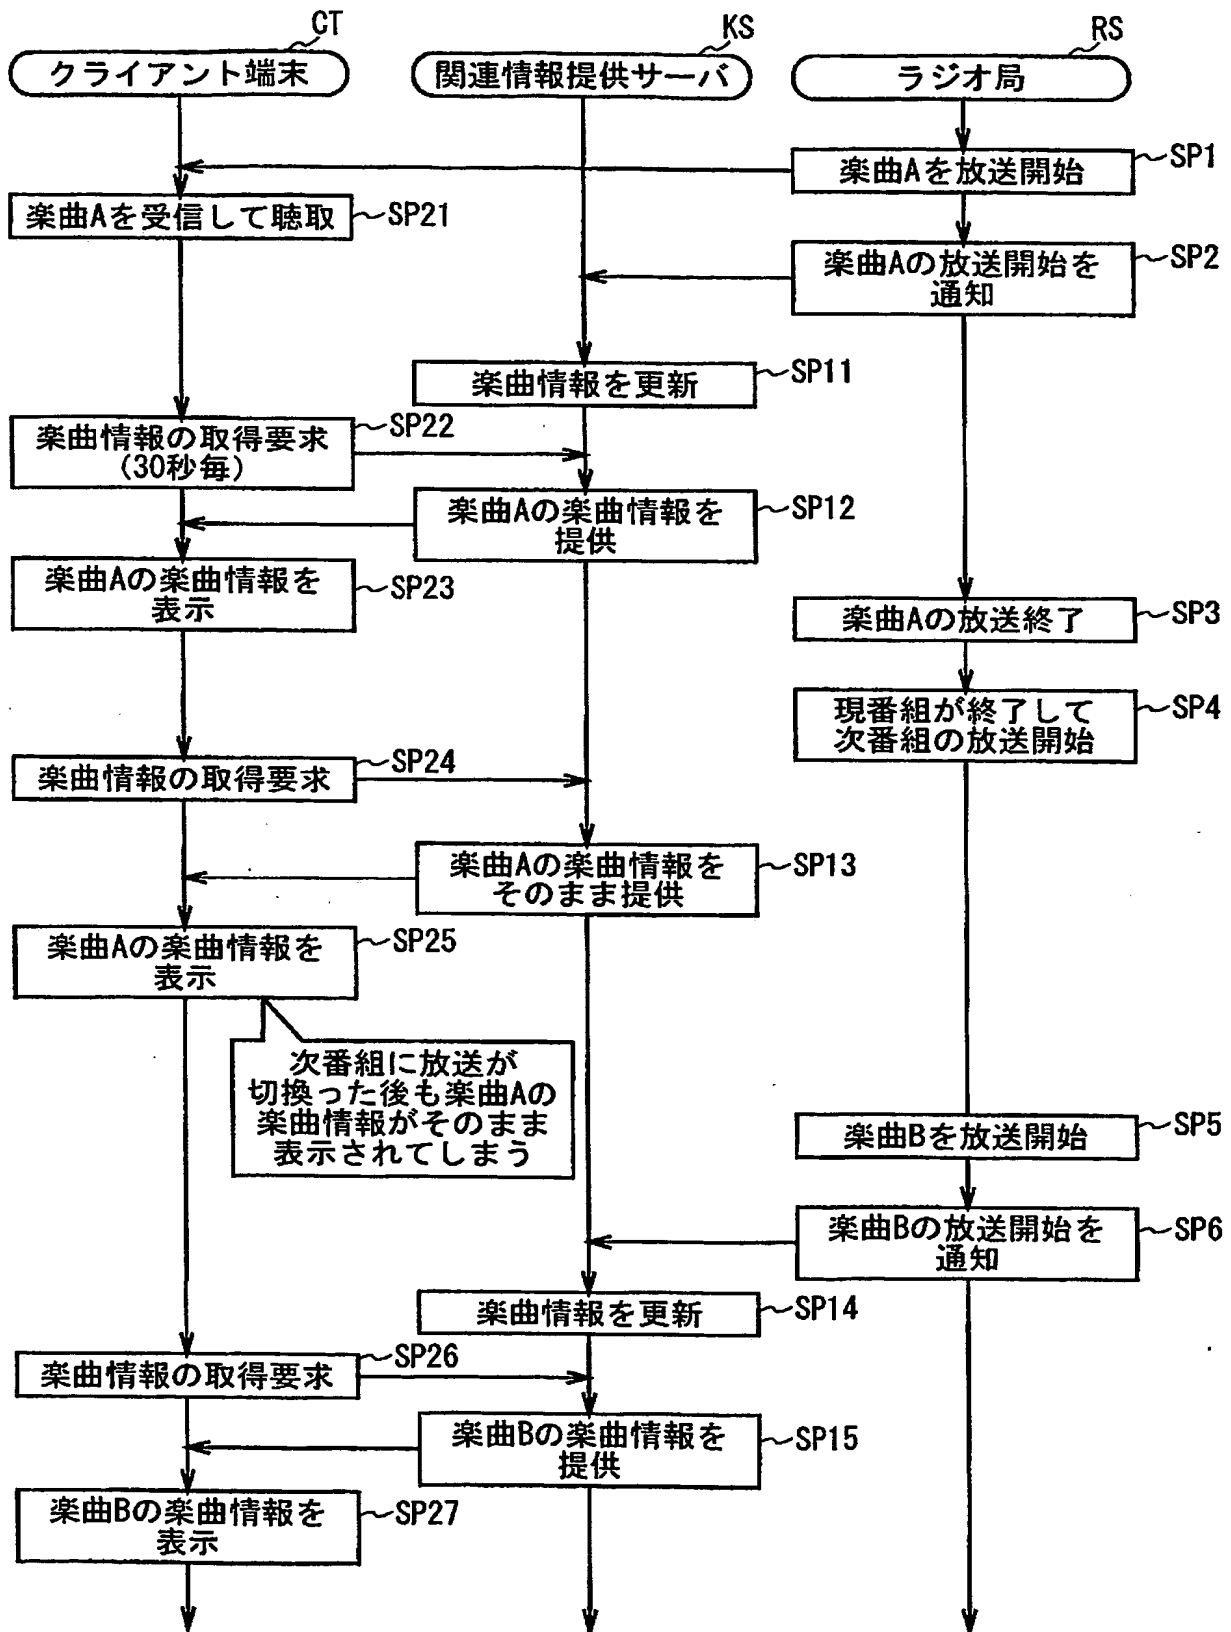 CT
KS
RS
クライアント端末
関連情報提供サーバ
ラジオ局
楽曲Aを放送開始
SP1
楽曲Aを受信して聴取
SP21
楽曲Aの放送開始を
通知
SP2
楽曲情報を更新
SP11
楽曲情報の取得要求
(30秒毎)
SP22
楽曲Aの楽曲情報を
提供
SP12
楽曲Aの楽曲情報を
表示
SP23
楽曲Aの放送終了
SP3
現番組が終了して
次番組の放送開始
SP4
楽曲情報の取得要求
SP24
楽曲Aの楽曲情報を
そのまま提供
SP13
楽曲Aの楽曲情報を
表示
SP25
次番組に放送が
切換った後も楽曲Aの
楽曲情報がそのまま
表示されてしまう
楽曲Bを放送開始
SP5
楽曲Bの放送開始を
通知
SP6
楽曲情報を更新
SP14
楽曲情報の取得要求
SP26
楽曲Bの楽曲情報を
提供
SP15
楽曲Bの楽曲情報を
表示
SP27